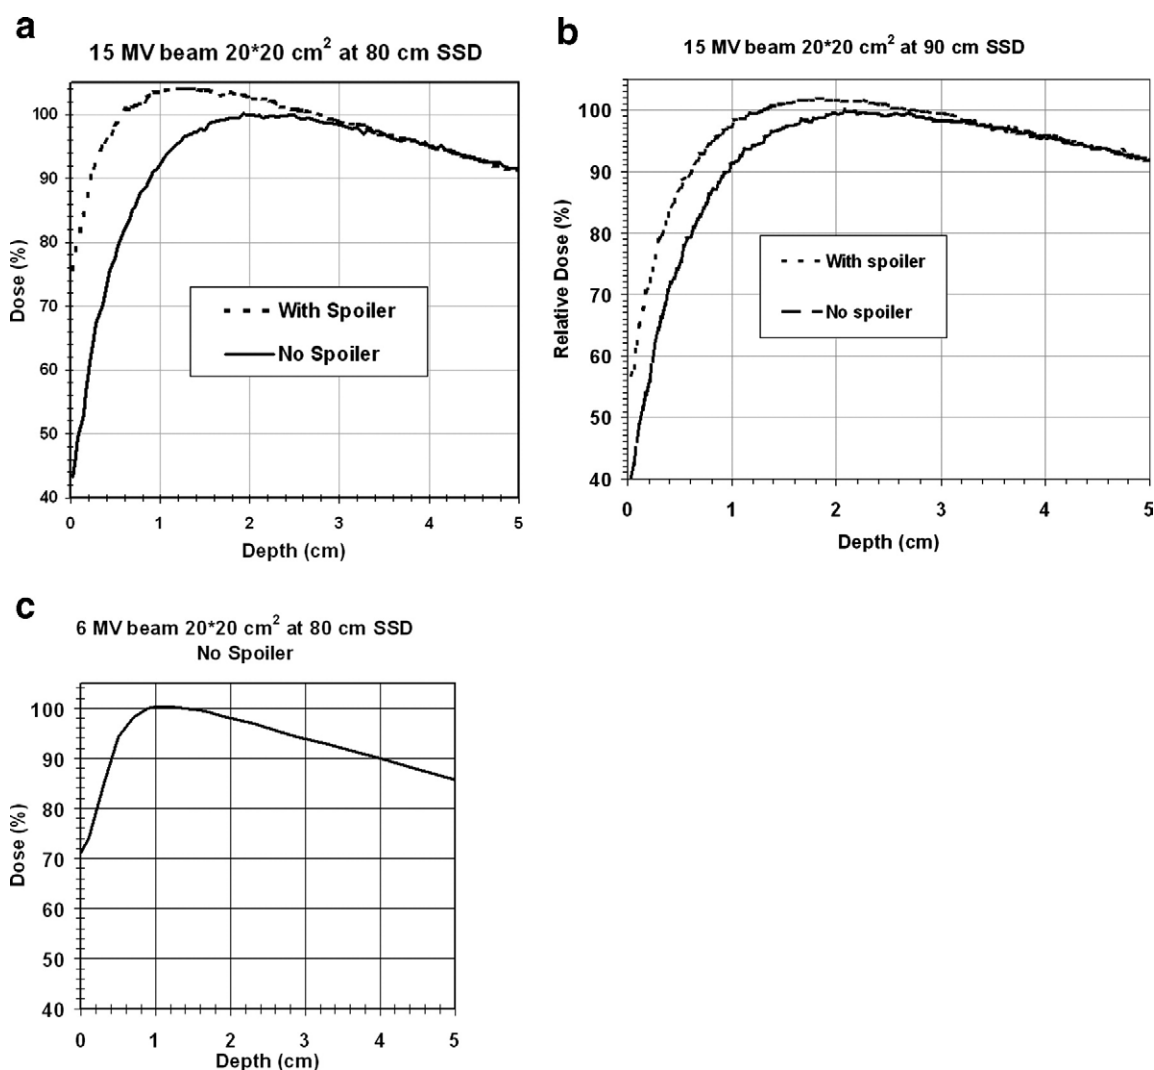 a
15 MV beam 20*20 cm2 at 80 cm SSD
Dose (%)
100
90
80
70
60
50
40
With Spoiler
No Spoiler
0 1 2 3 4 5
Depth (cm)
b
15 MV beam 20*20 cm2 at 90 cm SSD
Relative Dose (%)
100
90
80
70
60
50
40
With spoiler
No spoiler
0 1 2 3 4 5
Depth (cm)
c
6 MV beam 20*20 cm2 at 80 cm SSD
No Spoiler
Dose (%)
100
90
80
70
60
50
40
0 1 2 3 4 5
Depth (cm)